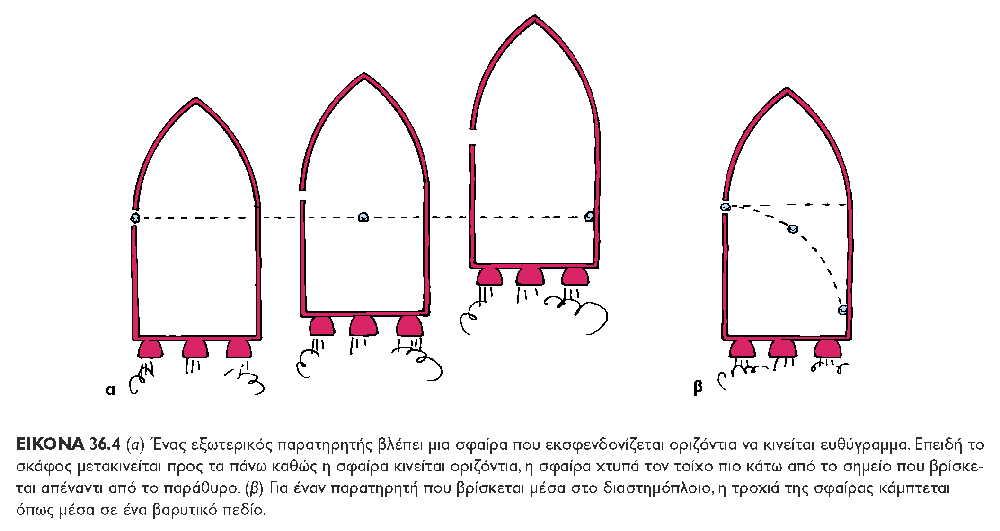 α
β
ΕΙΚΟΝΑ 36.4 (α) Ένας εξωτερικός παρατηρητής βλέπει μια σφαίρα που εκσφενδονίζεται οριζόντια να κινείται ευθύγραμμα. Επειδή το
σκάφος μετακινείται προς τα πάνω καθώς η σφαίρα κινείται οριζόντια, η σφαίρα χτυπά τον τοίχο πιο κάτω από το σημείο που βρίσκε-
ται απέναντι από το παράθυρο. (β) Για έναν παρατηρητή που βρίσκεται μέσα στο διαστημόπλοιο, η τροχιά της σφαίρας κάμπτεται
όπως μέσα σε ένα βαρυτικό πεδίο.